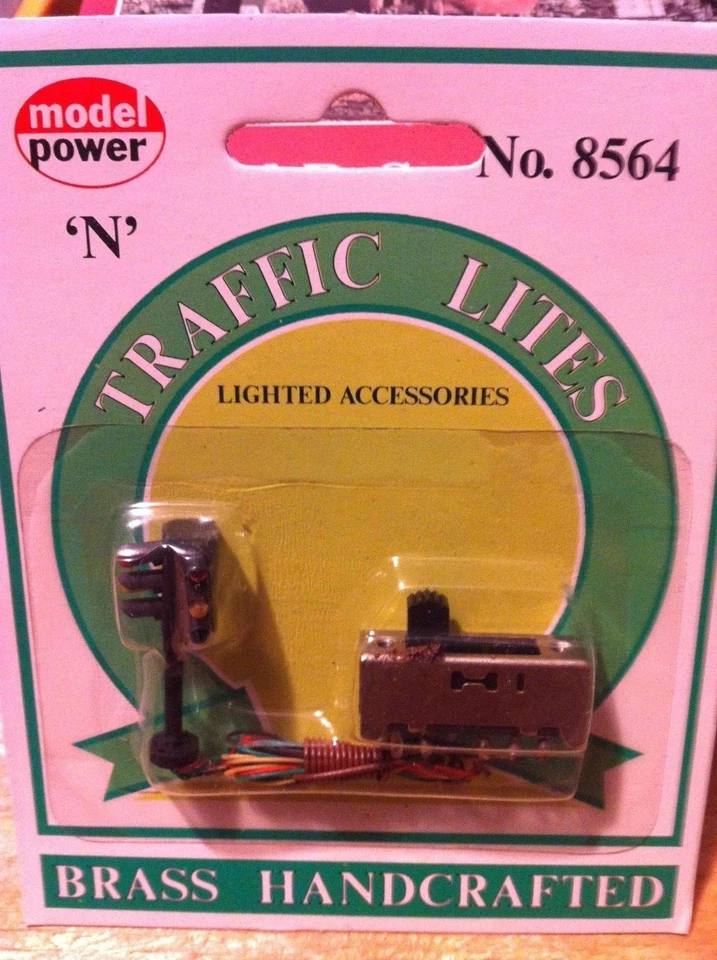 model
power
No. 8564
'N'
TRAFFIC LITES
LIGHTED ACCESSORIES
BRASS HANDCRAFTED